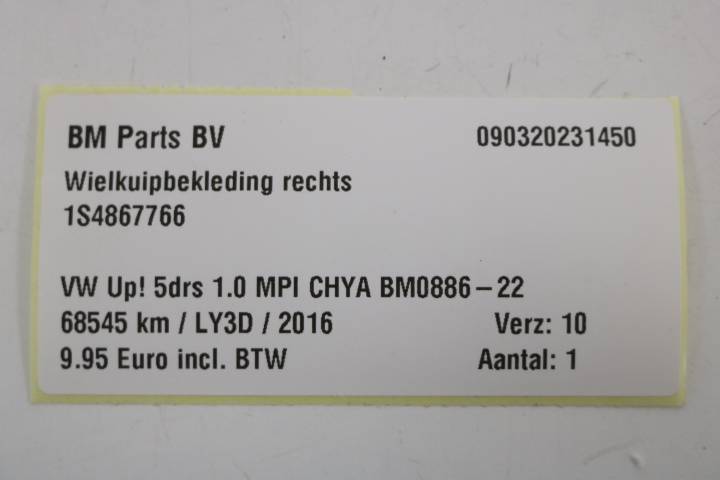 BM Parts BV 090320231450
Wielkuipbekleding rechts
1S4867766
VW Up! 5drs 1.0 MPI CHYA BM0886-22
68545 km / LY3D / 2016 Verz: 10
9.95 Euro incl. BTW Aantal: 1